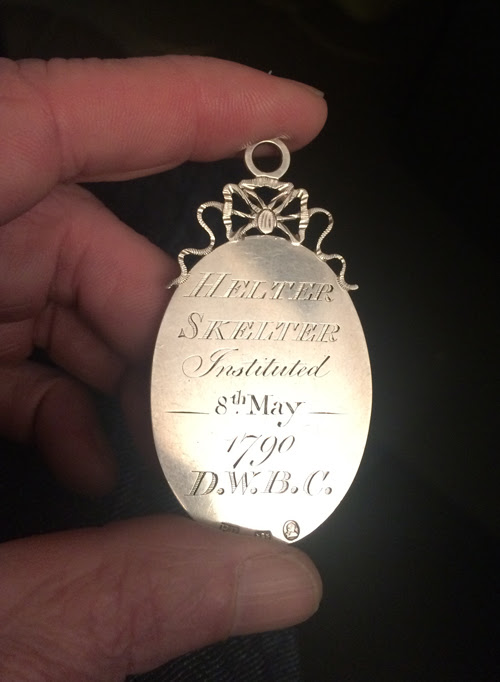 HELTER
SKELTER
Instituted
8th May
1790
D.W.B.C.